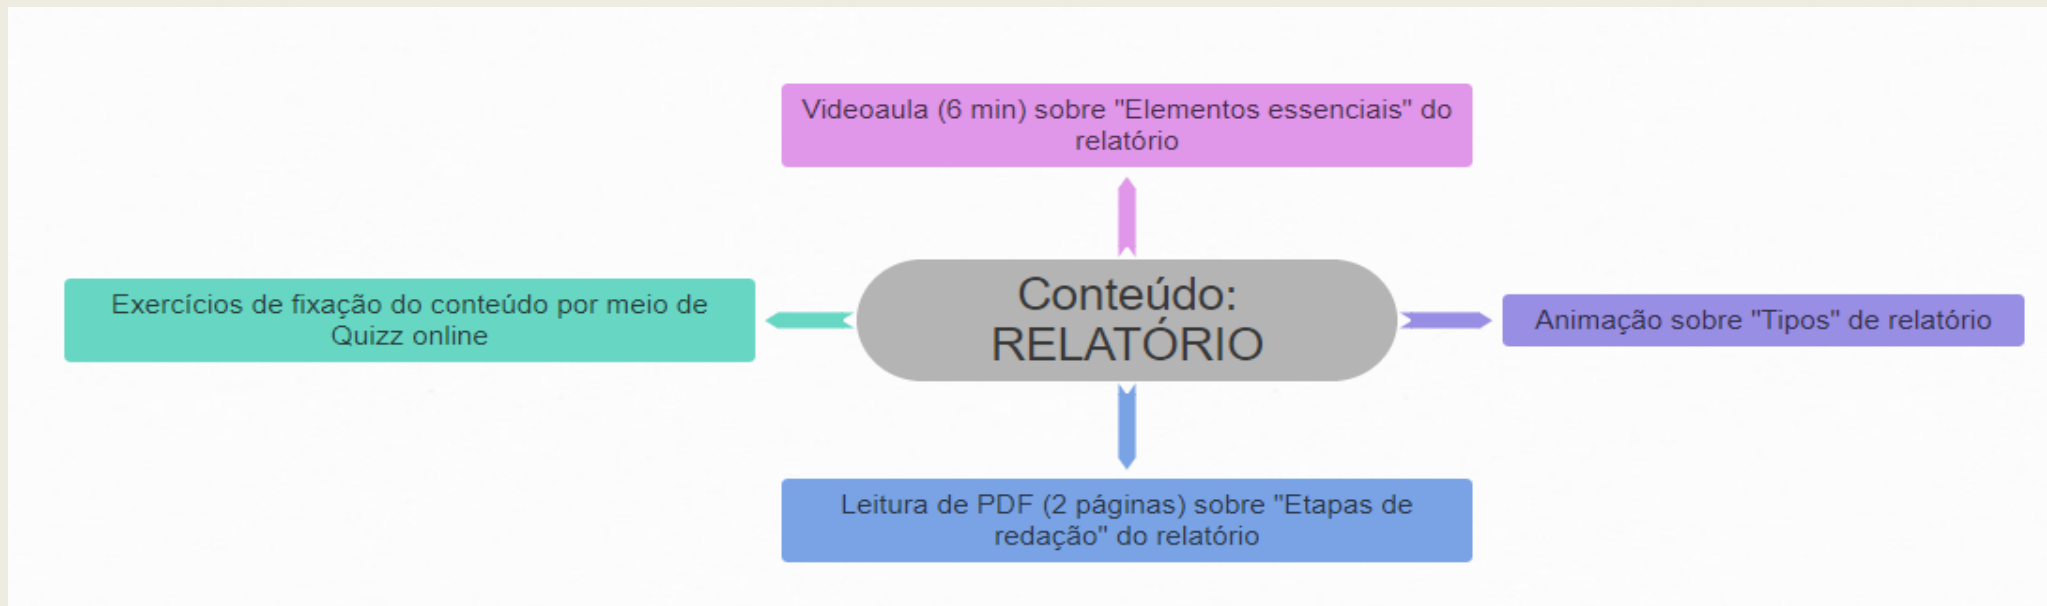 Videoaula (6 min) sobre "Elementos essenciais" do
relatório
Exercícios de fixação do conteúdo por meio de
Quizz online
Conteúdo:
RELATÓRIO
Animação sobre "Tipos" de relatório
Leitura de PDF (2 páginas) sobre "Etapas de
redação" do relatório